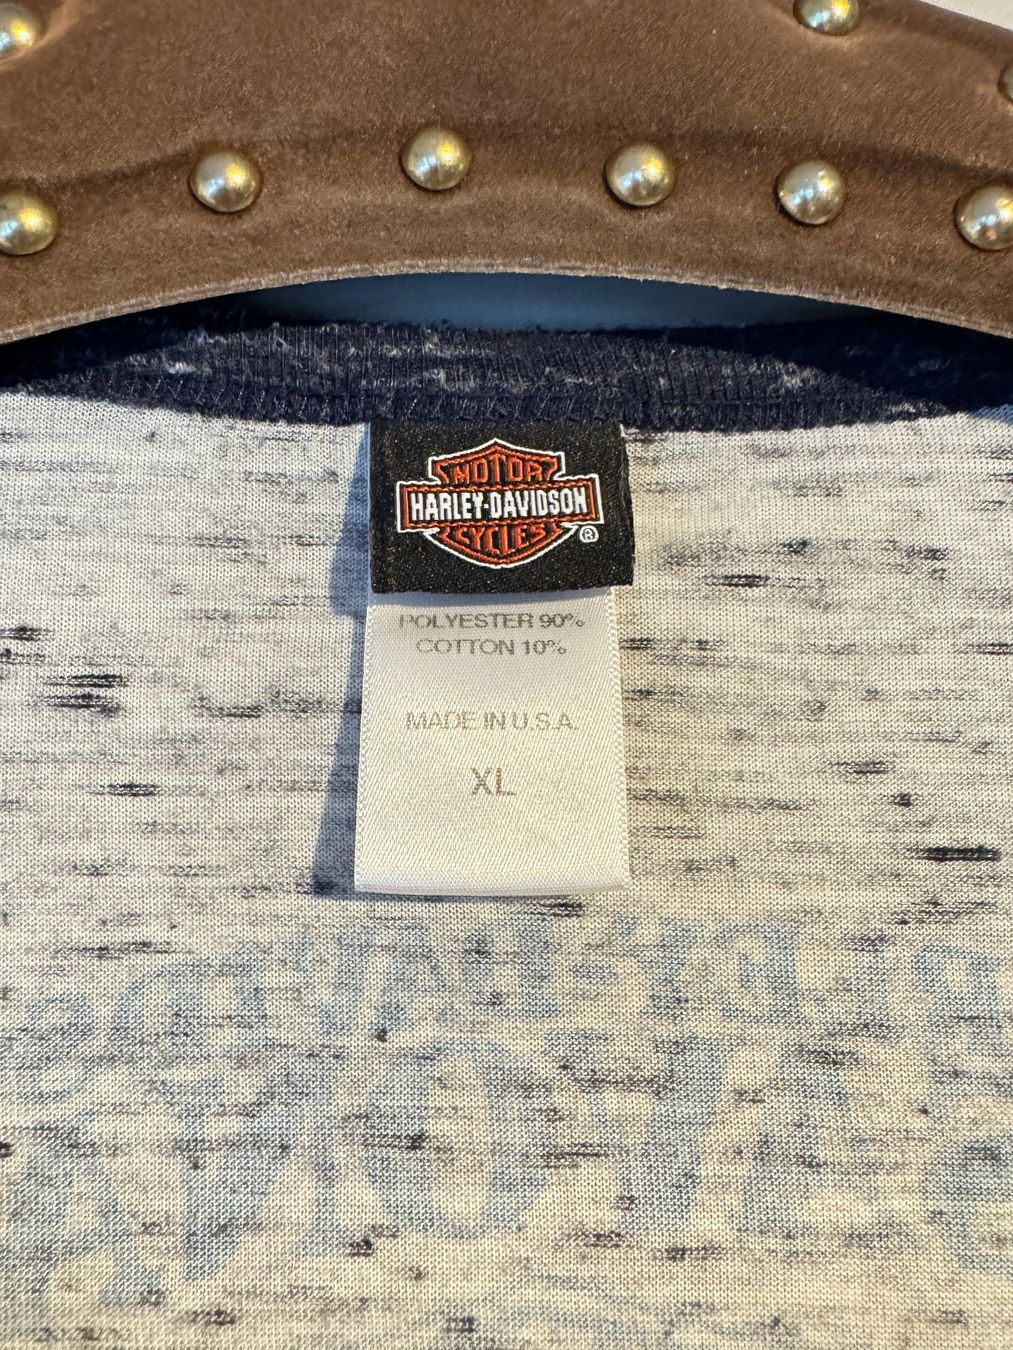 MOTOR
HARLEY-DAVIDSON
CYCLES
®
POLYESTER 90%
COTTON 10%
MADE IN U.S.A.
XL